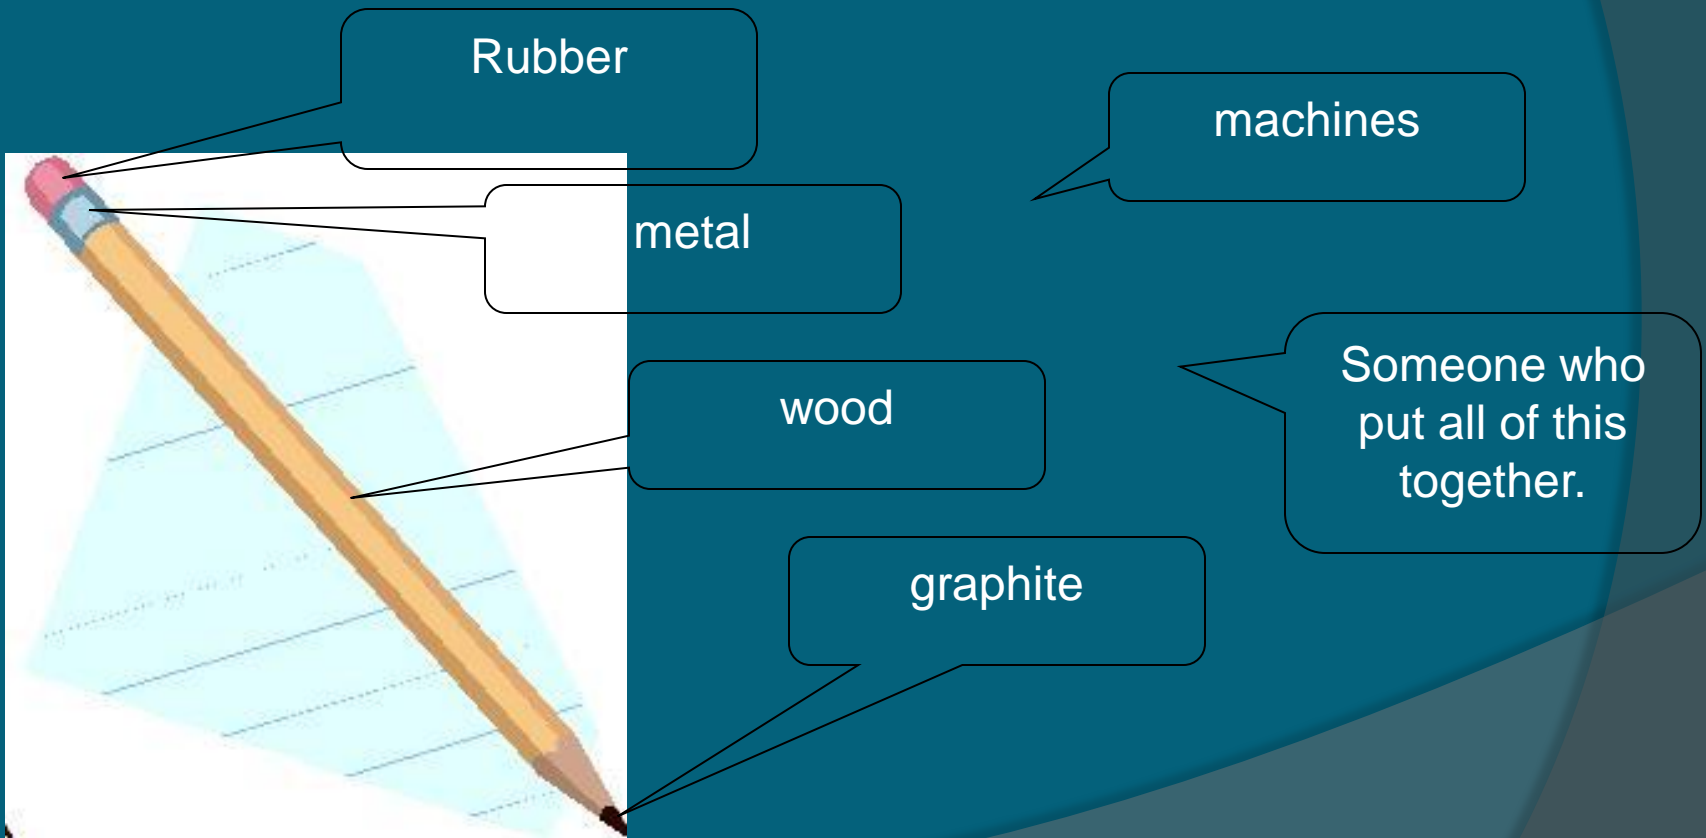 Rubber
machines
metal
Someone who
put all of this
together.
wood
graphite